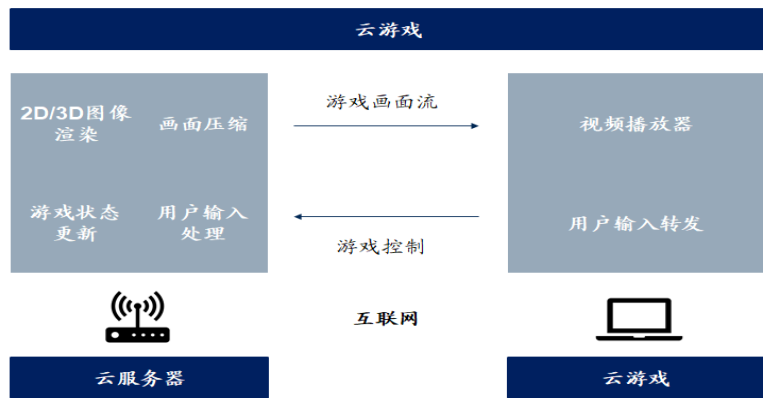 云游戏
2D/3D图像
渲染
画面压缩
游戏状态
更新
用户输入
处理
游戏画面流
游戏控制
互联网
视频播放器
用户输入转发
云服务器
云游戏